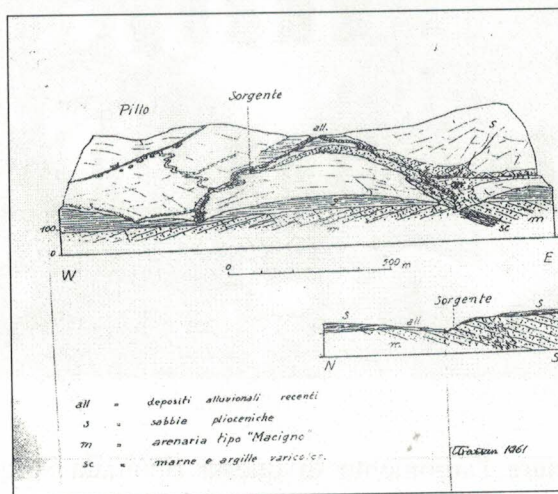 Pillo
Sorgente
all.
s
100
0
m
m
sc
W
E
0 500 m
Sorgente
s
all
s
m
N
S
all = depositi alluvionali recenti
s = sabbie plioceniche
m = arenaria tipo "Macigno"
sc = marne e argille varicolori
1961